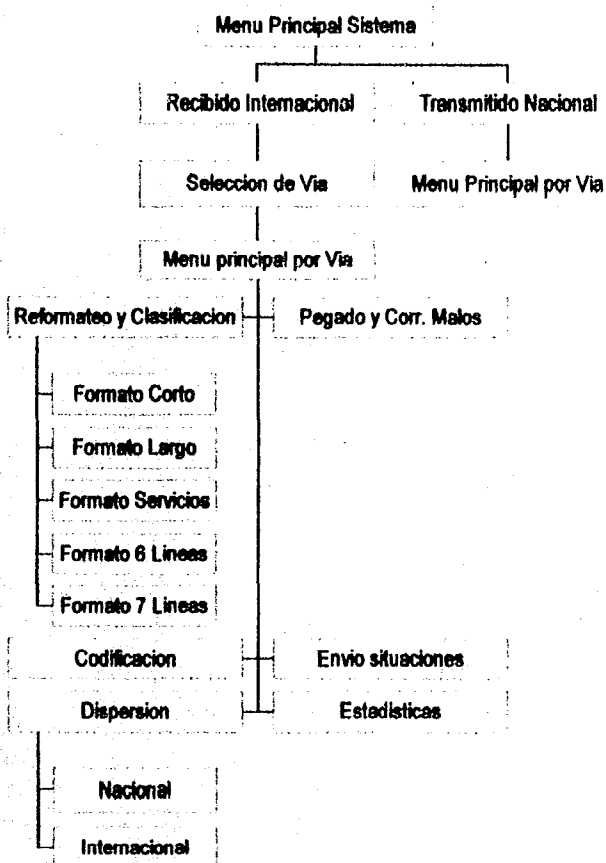 Menu Principal Sistema
Recibido Internacional
Transmitido Nacional
Seleccion de Via
Menu Principal por Via
Menu principal por Via
Reformateo y Clasificacion
Pegado y Corr. Malos
Formato Corto
Formato Largo
Formato Servicios
Formato 6 Lineas
Formato 7 Lineas
Codificacion
Envio situaciones
Dispersion
Estadisticas
Nacional
Internacional